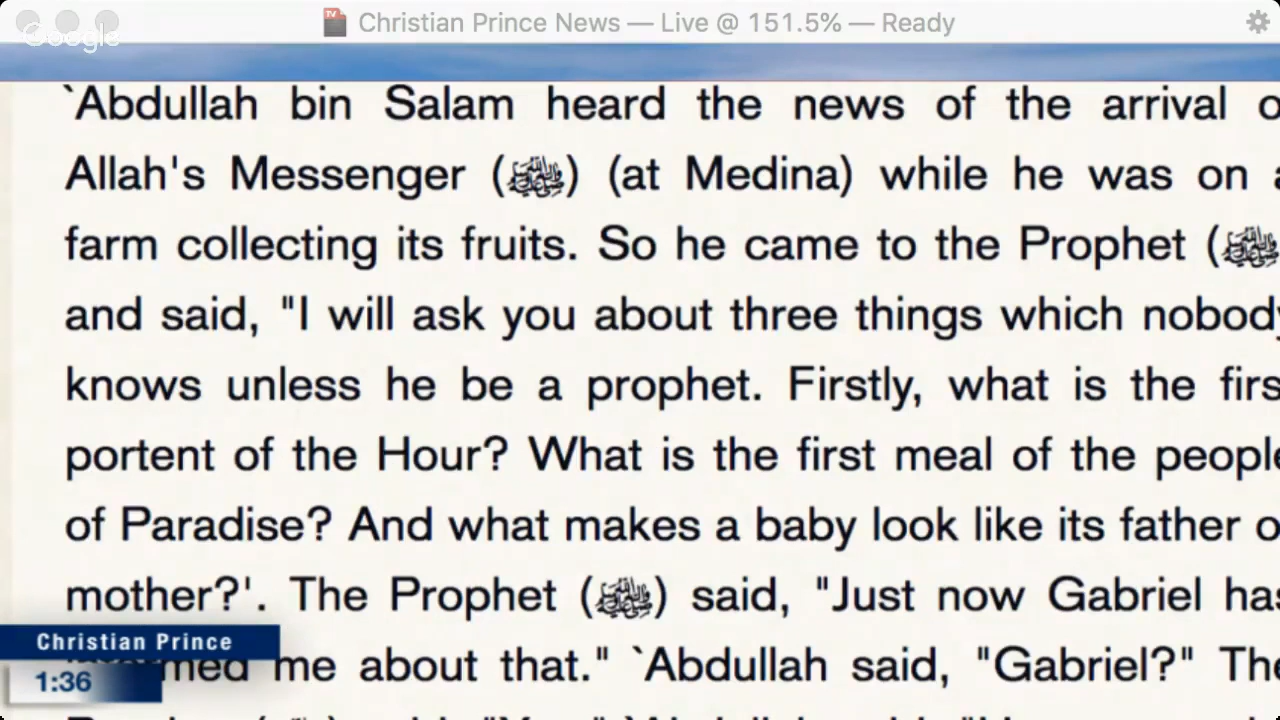 Christian Prince News — Live @ 151.5% — Ready
Google
`Abdullah bin Salam heard the news of the arrival
Allah's Messenger (ﷺ) (at Medina) while he was on
farm collecting its fruits. So he came to the Prophet (ﷺ
and said, "I will ask you about three things which nobody
knows unless he be a prophet. Firstly, what is the firs
portent of the Hour? What is the first meal of the people
of Paradise? And what makes a baby look like its father
mother?'. The Prophet (ﷺ) said, "Just now Gabriel has
me about that." `Abdullah said, "Gabriel?" The
Christian Prince
1:36